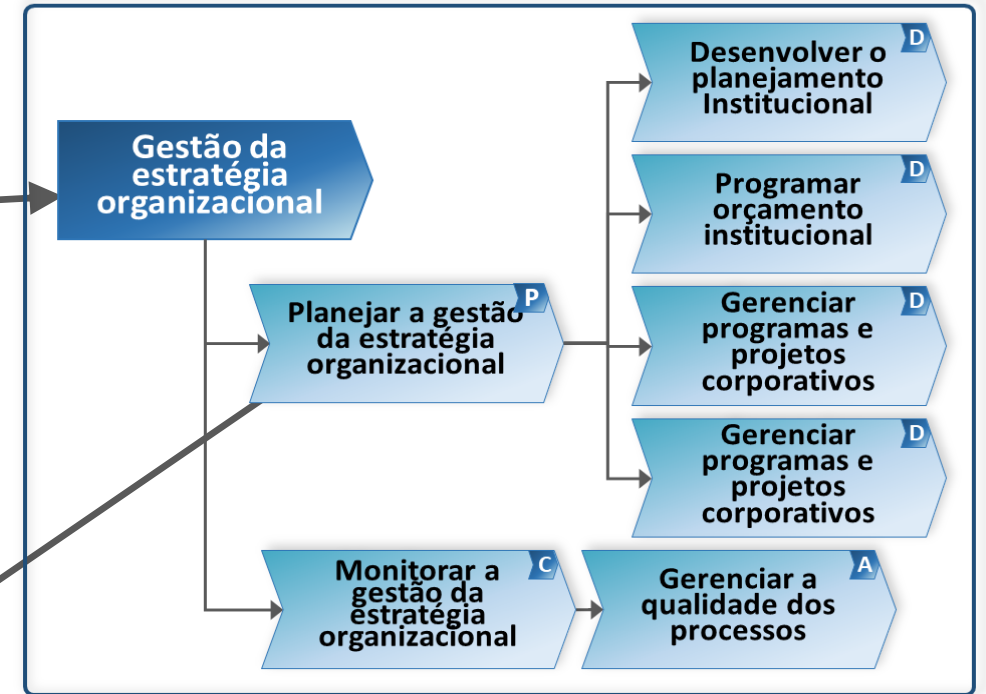 Gestão da
estratégia
organizacional
Planejar a gestão
da estratégia
organizacional
P
Desenvolver o
planejamento
Institucional
D
Programar
orçamento
institucional
D
Gerenciar
programas e
projetos
corporativos
D
Gerenciar
programas e
projetos
corporativos
D
Monitorar a
gestão da
estratégia
organizacional
C
Gerenciar a
qualidade dos
processos
A